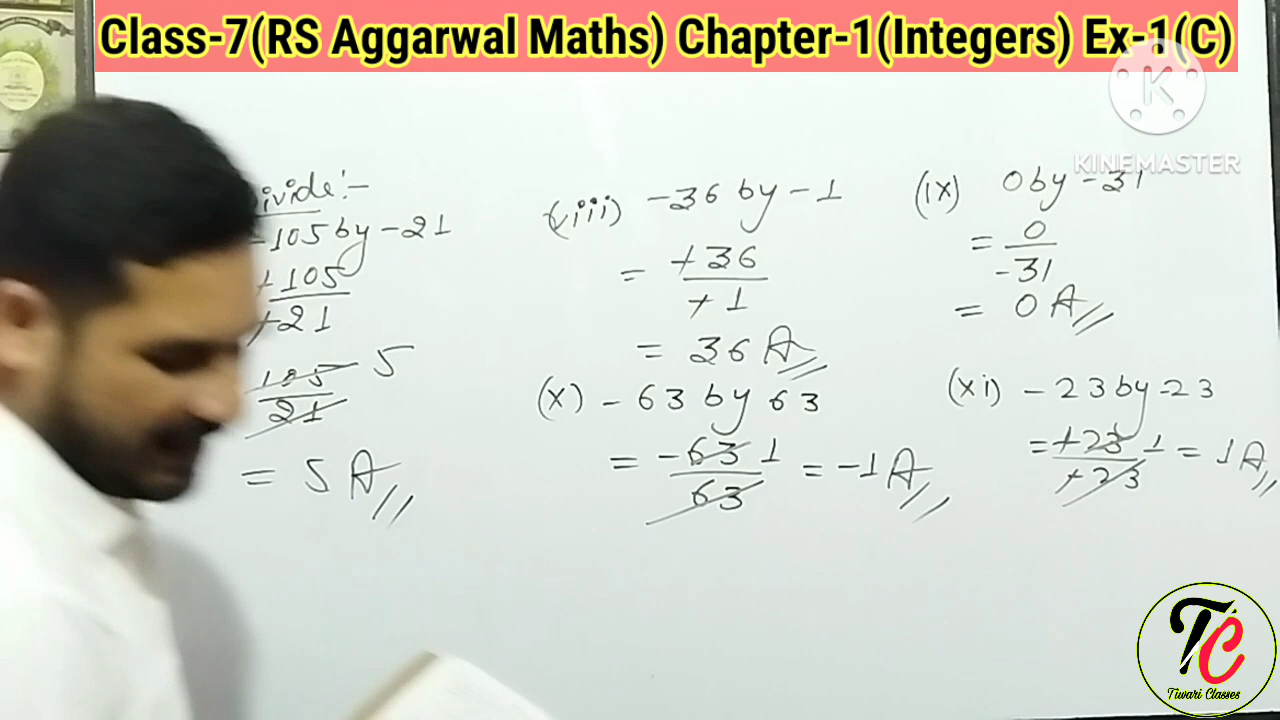 Class-7(RS Aggarwal Maths) Chapter-1(Integers) Ex-1(C)
K
KINEMASTER
ivide:-
-105 by -21
+105
+21
105 5
21
= 5 A
(viii) -36 by -1
= +36
+1
= 36 A
(ix) 0 by -31
= 0
-31
= 0 A
(x) -63 by 63
= -63 1 = -1 A
63
(xi) -23 by -23
= +23 1 = 1 A
+23
TC
Tiwari Classes